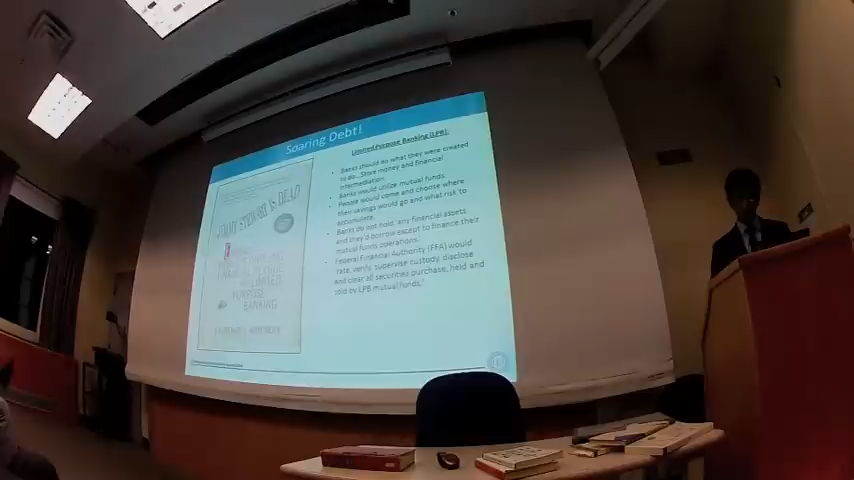 Soaring Debt!
Limited Purpose Banking (LPB):
Banks should do what they were created
to do... Store money and financial
intermediation.
Banks would utilize mutual funds.
People would come and choose where
their savings would go and what risk to
accumulate.
"Banks do not hold any financial assets
and they'd borrow except to finance their
mutual funds operations.
Federal Financial Authority (FFA) would
rate, verify, supervise custody, disclose
and clear all securities purchase, held and
sold by LPB mutual funds."
JIMMY STEWART IS DEAD
FINANCIAL PLAGUE
LIMITED
PURPOSE
BANKING